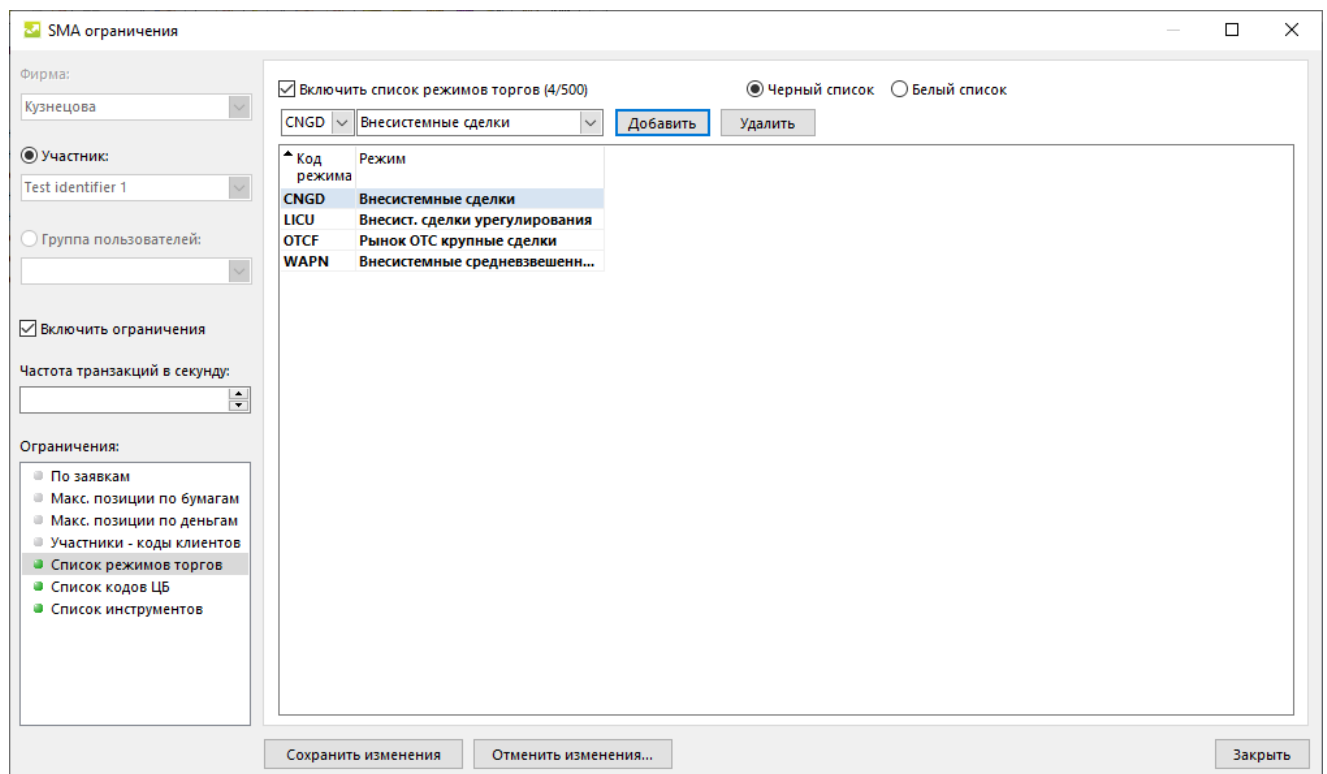 SMA ограничения
Фирма:
Кузнецова
Участник:
Test identifier 1
Группа пользователей:
Включить ограничения
Частота транзакций в секунду:
Ограничения:
По заявкам
Макс. позиции по бумагам
Макс. позиции по деньгам
Участники - коды клиентов
Список режимов торгов
Список кодов ЦБ
Список инструментов
Включить список режимов торгов (4/500)
Черный список
Белый список
CNGD
Внесистемные сделки
Добавить
Удалить
Код режима
Режим
CNGD Внесистемные сделки
LICU Внесист. сделки урегулирования
OTCF Рынок ОТС крупные сделки
WAPN Внесистемные средневзвешенн...
Сохранить изменения
Отменить изменения...
Закрыть